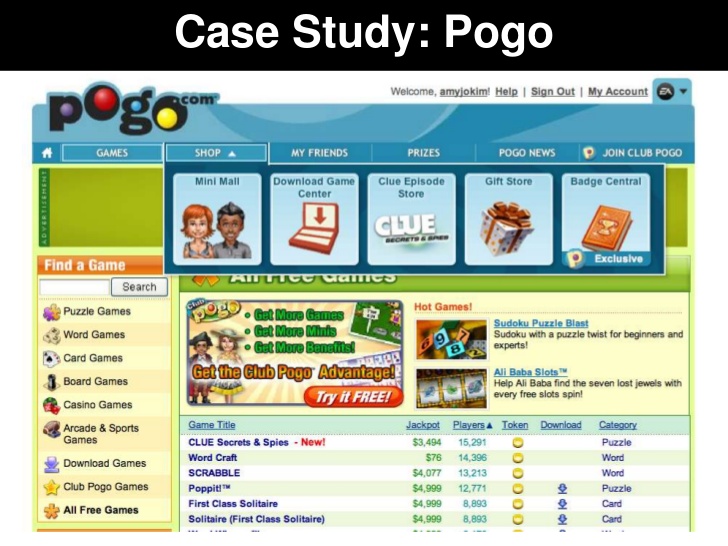 Case Study: Pogo
pogo.com
Welcome, amyjokim! Help | Sign Out | My Account EA
GAMES SHOP MY FRIENDS PRIZES POGO NEWS JOIN CLUB POGO
ADVERTISEMENT
Mini Mall Download Game Center Clue Episode Store Gift Store Badge Central
CLUE
SECRETS & SPIES
Exclusive
Find a Game
Search
Puzzle Games
Word Games
Card Games
Board Games
Casino Games
Arcade & Sports
Games
Download Games
Club Pogo Games
All Free Games
All Free Games
Club
pogo
• Get More Games
• Get More Minis
• Get More Benefits!
Get the Club Pogo Advantage!
Try it FREE!
Hot Games!
Sudoku Puzzle Blast
Sudoku with a puzzle twist for beginners and
experts!
Ali Baba Slots™
Help Ali Baba find the seven lost jewels with
every free slots spin!
Game Title Jackpot Players Token Download Category
CLUE Secrets & Spies - New! $3,494 15,291 Puzzle
Word Craft $76 14,396 Word
SCRABBLE $4,077 13,213 Word
Poppit!™ $4,999 12,771 Puzzle
First Class Solitaire $4,999 8,893 Card
Solitaire (First Class Solitaire) $4,999 8,893 Card